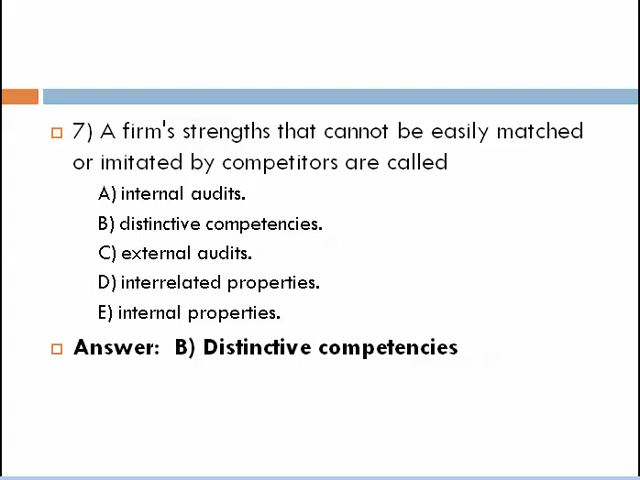 7) A firm's strengths that cannot be easily matched
or imitated by competitors are called
A) internal audits.
B) distinctive competencies.
C) external audits.
D) interrelated properties.
E) internal properties.
Answer: B) Distinctive competencies